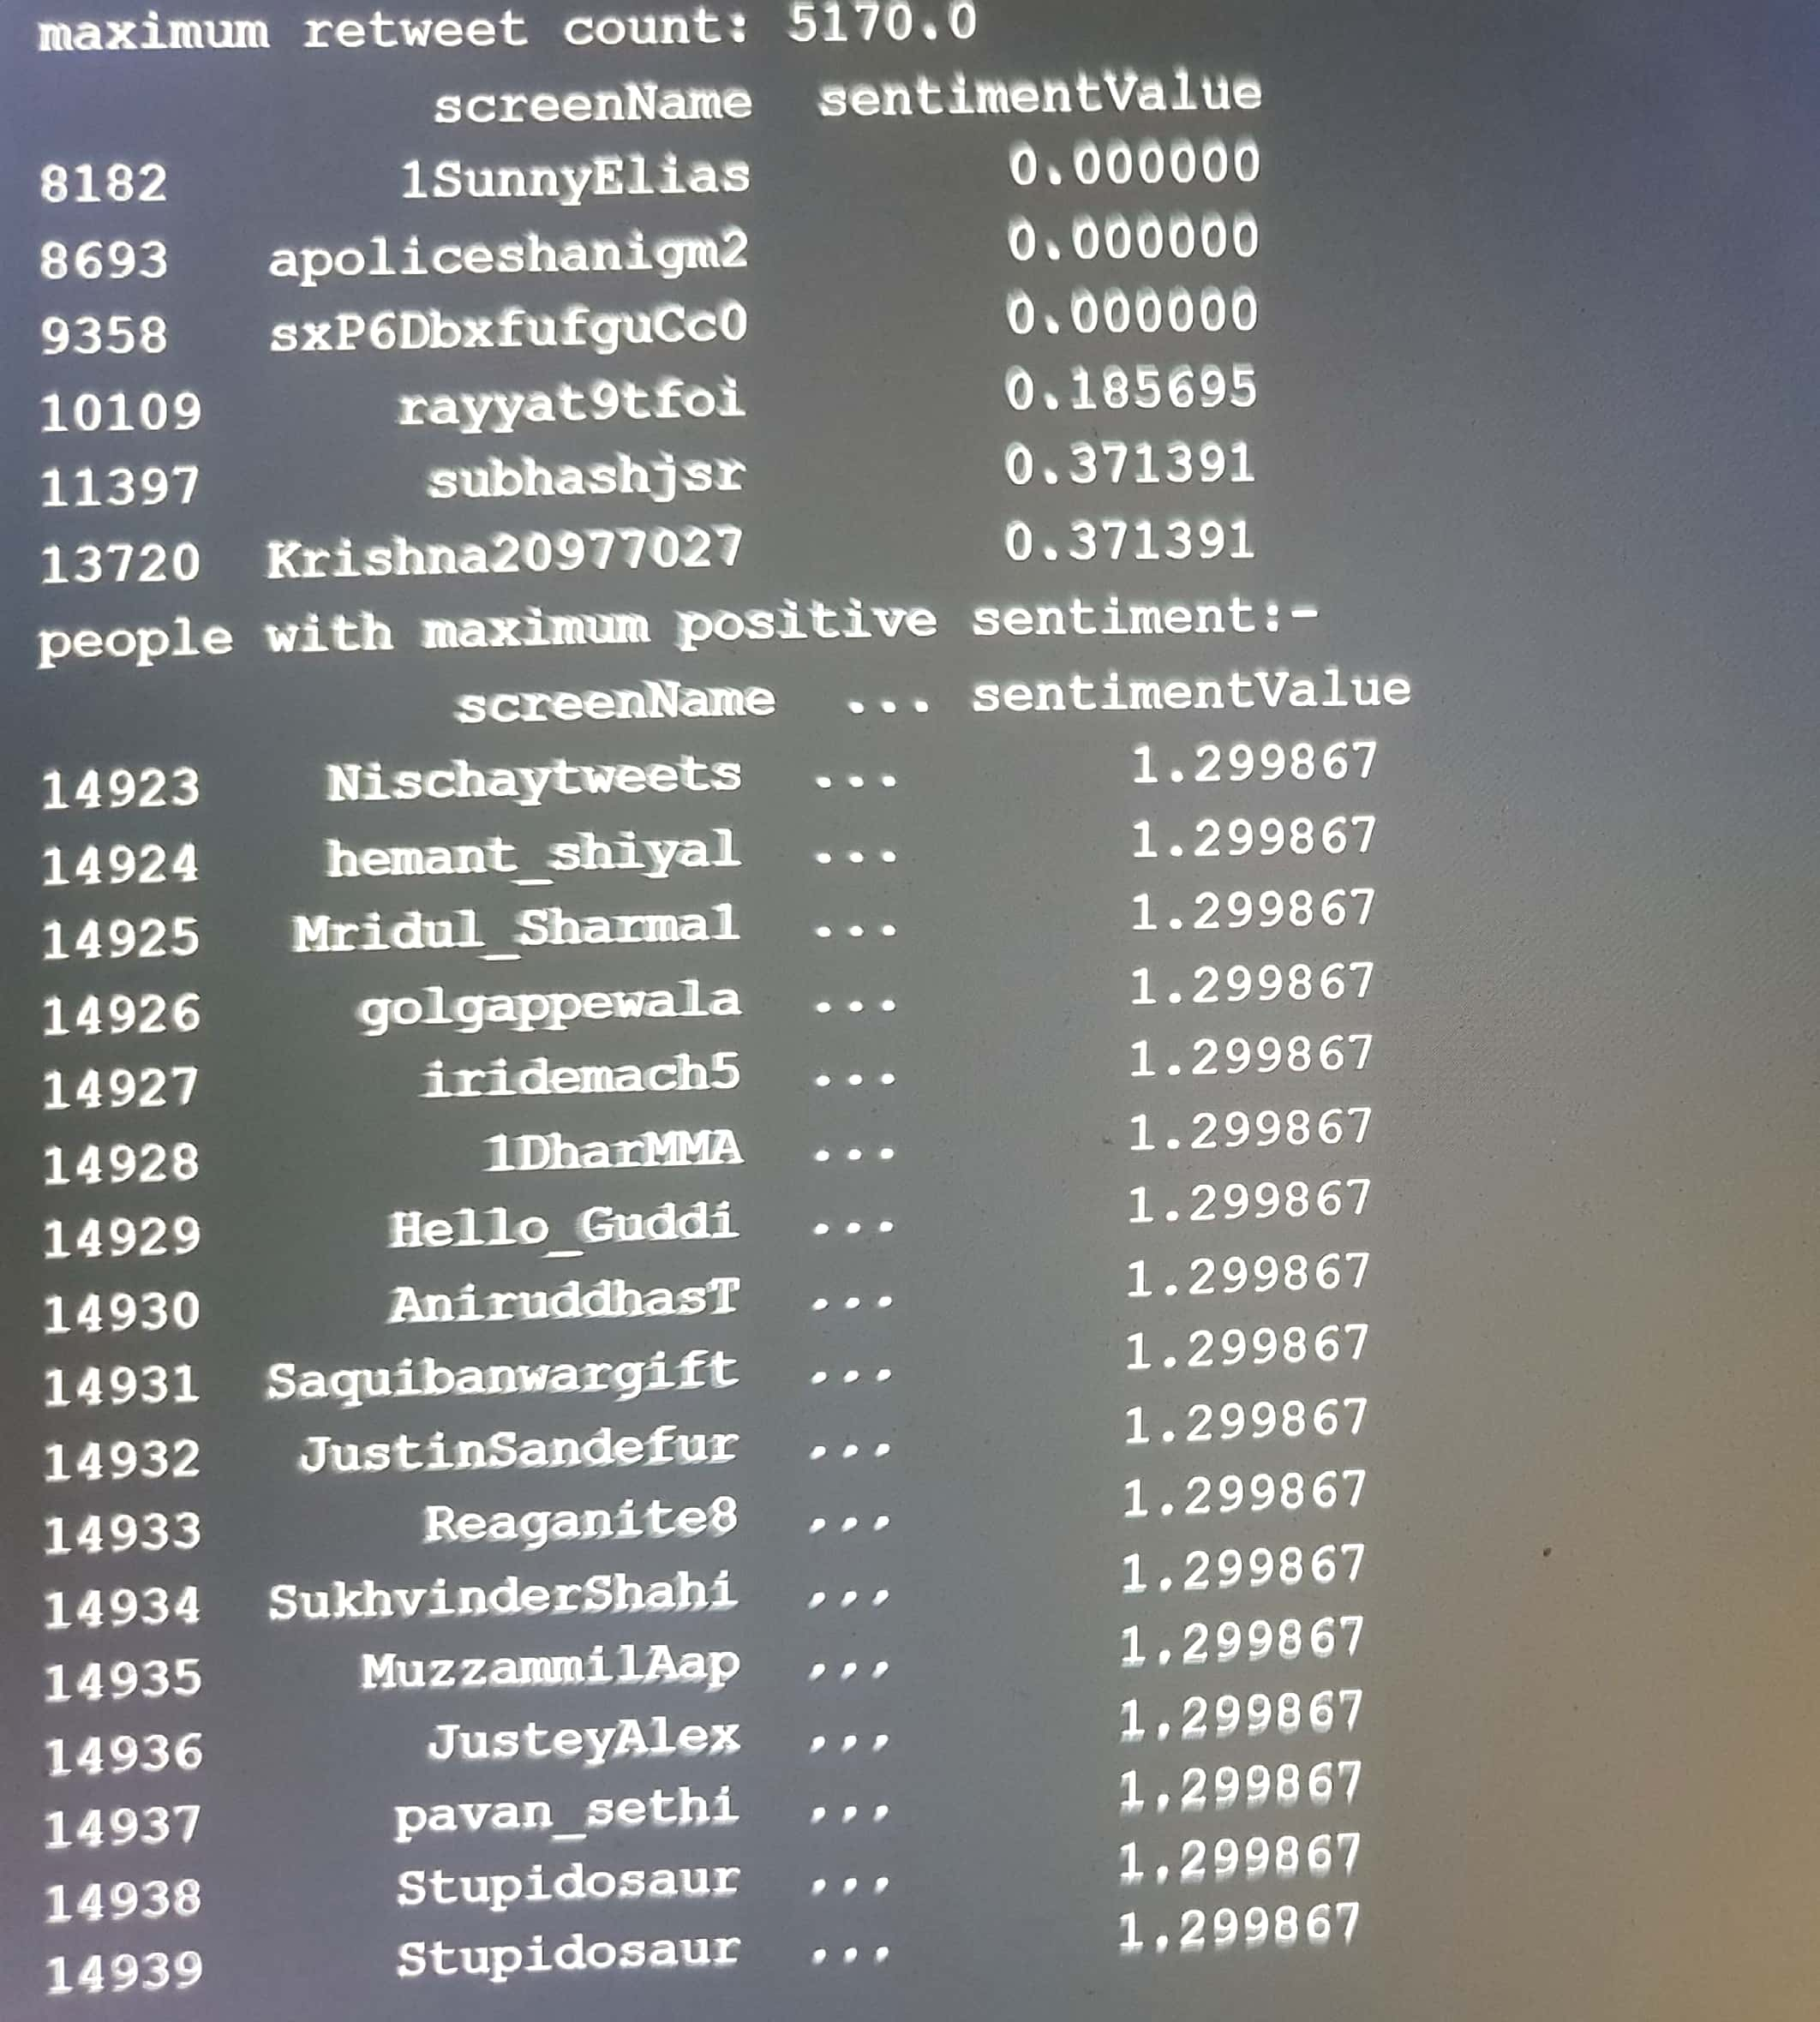 maximum retweet count: 5170.0
screenName sentimentValue
8182 1SunnyElias 0.000000
8693 apoliceshanigm2 0.000000
9358 sxP6DbxfufguCc0 0.000000
10109 rayyat9tfoi 0.185695
11397 subhashjsr 0.371391
13720 Krishna20977027 0.371391
people with maximum positive sentiment:-
screenName ... sentimentValue
14923 Nischaytweets ... 1.299867
14924 hemant_shiyal ... 1.299867
14925 Mridul_Sharma1 ... 1.299867
14926 golgappewala ... 1.299867
14927 iridemach5 ... 1.299867
14928 1DharMMA ... 1.299867
14929 Hello_Guddi ... 1.299867
14930 AniruddhasT ... 1.299867
14931 Saquibanwargift ... 1.299867
14932 JustinSandefur ... 1.299867
14933 Reaganite8 ... 1.299867
14934 SukhvinderShahi ... 1.299867
14935 MuzzammilAap ... 1.299867
14936 JusteyAlex ... 1.299867
14937 pavan_sethi ... 1.299867
14938 Stupidosaur ... 1.299867
14939 Stupidosaur ... 1.299867